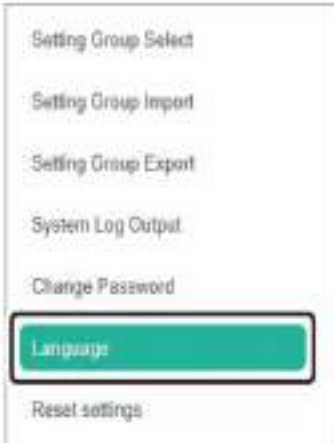 Setting Group Select
Setting Group Import
Setting Group Export
System Log Output
Change Password
Language
Reset settings